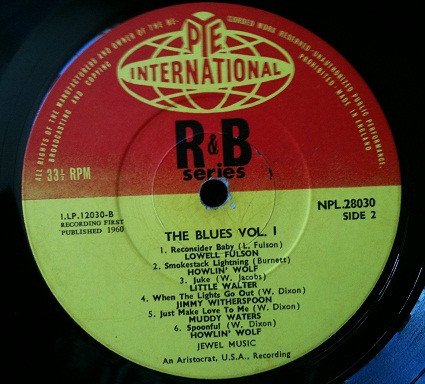 ALL RIGHTS OF THE MANUFACTURERS AND OWNER OF THE RE-
CORDED WORK RESERVED-UNAUTHORISED PUBLIC PERFORMANCE
BROADCASTING AND COPYING
PROHIBITED MADE IN ENGLAND
PYE
INTERNATIONAL
R&B
series
33⅓ RPM
1.LP.12030-B
RECORDING FIRST
PUBLISHED 1960
NPL.28030
SIDE 2
THE BLUES VOL. I
1. Reconsider Baby (L. Fulson)
LOWELL FULSON
2. Smokestack Lightning (Burnetts)
HOWLIN' WOLF
3. Juke (W. Jacobs)
LITTLE WALTER
4. When The Lights Go Out (W. Dixon)
JIMMY WITHERSPOON
5. Just Make Love To Me (W. Dixon)
MUDDY WATERS
6. Spoonful (W. Dixon)
HOWLIN' WOLF
JEWEL MUSIC
An Aristocrat, U.S.A., Recording